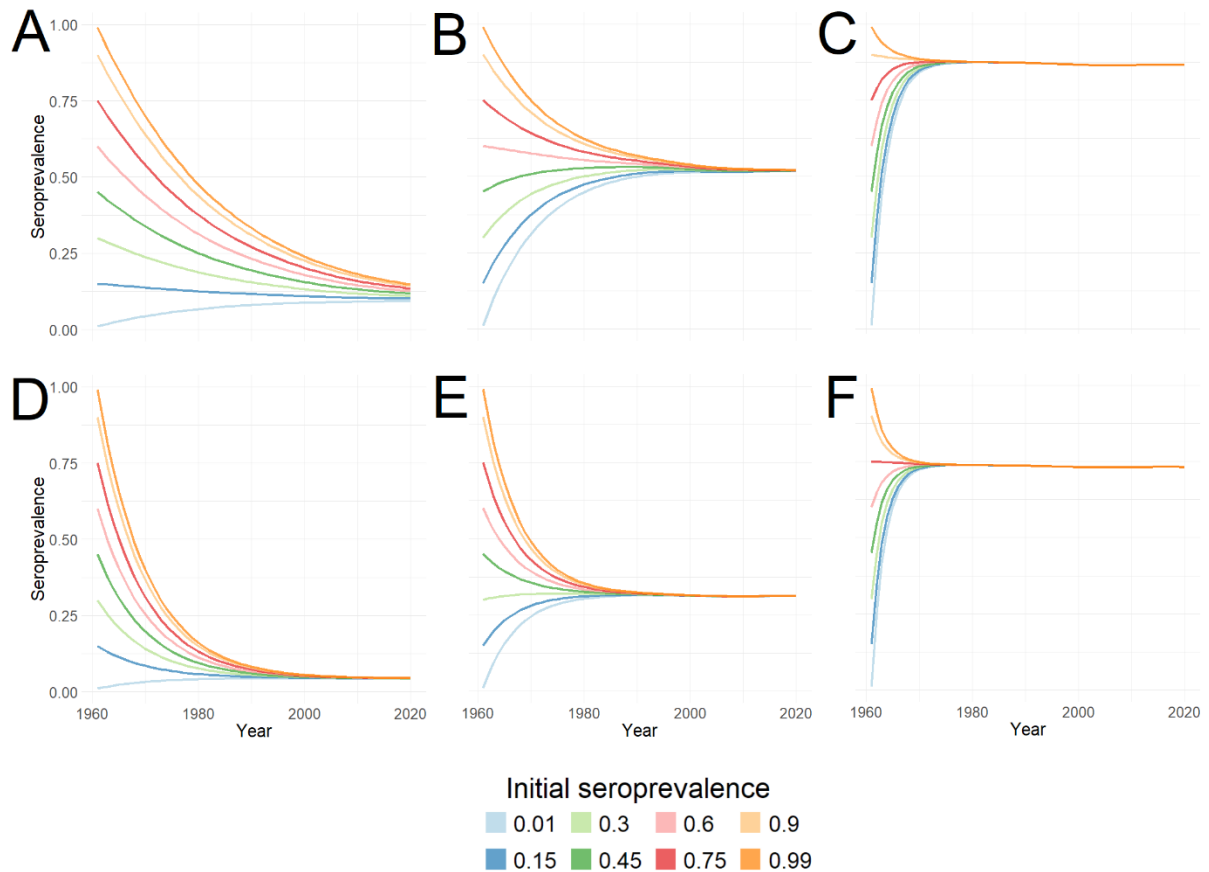 A B C
1.00
0.75
0.50
0.25
0.00
Seroprevalence
D E F
1.00
0.75
0.50
0.25
0.00
Seroprevalence
1960 1980 2000 2020 1960 1980 2000 2020 1960 1980 2000 2020
Year Year Year
Initial seroprevalence
0.01 0.3 0.6 0.9
0.15 0.45 0.75 0.99